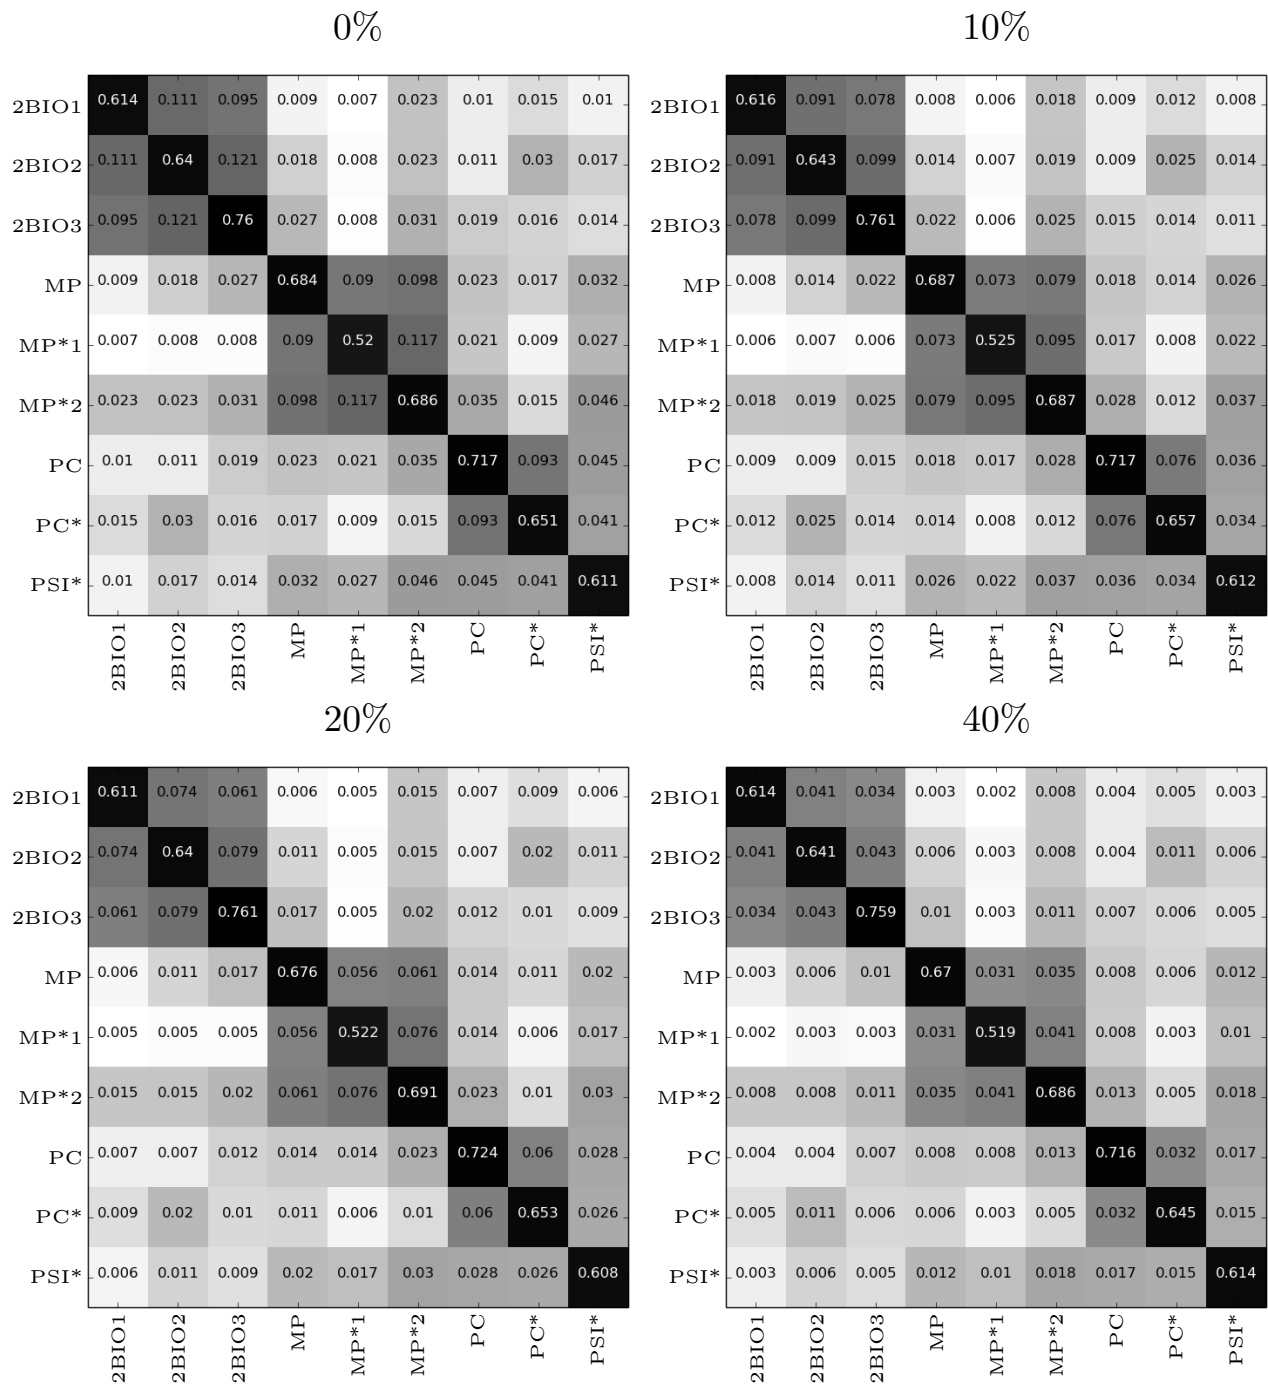 0%
2BIO1 0.614 0.111 0.095 0.009 0.007 0.023 0.01 0.015 0.01
2BIO2 0.111 0.64 0.121 0.018 0.008 0.023 0.011 0.03 0.017
2BIO3 0.095 0.121 0.76 0.027 0.008 0.031 0.019 0.016 0.014
MP 0.009 0.018 0.027 0.684 0.09 0.098 0.023 0.017 0.032
MP*1 0.007 0.008 0.008 0.09 0.52 0.117 0.021 0.009 0.027
MP*2 0.023 0.023 0.031 0.098 0.117 0.686 0.035 0.015 0.046
PC 0.01 0.011 0.019 0.023 0.021 0.035 0.717 0.093 0.045
PC* 0.015 0.03 0.016 0.017 0.009 0.015 0.093 0.651 0.041
PSI* 0.01 0.017 0.014 0.032 0.027 0.046 0.045 0.041 0.611
2BIO1 2BIO2 2BIO3 MP MP*1 MP*2 PC PC* PSI*
10%
2BIO1 0.616 0.091 0.078 0.008 0.006 0.018 0.009 0.012 0.008
2BIO2 0.091 0.643 0.099 0.014 0.007 0.019 0.009 0.025 0.014
2BIO3 0.078 0.099 0.761 0.022 0.006 0.025 0.015 0.014 0.011
MP 0.008 0.014 0.022 0.687 0.073 0.079 0.018 0.014 0.026
MP*1 0.006 0.007 0.006 0.073 0.525 0.095 0.017 0.008 0.022
MP*2 0.018 0.019 0.025 0.079 0.095 0.687 0.028 0.012 0.037
PC 0.009 0.009 0.015 0.018 0.017 0.028 0.717 0.076 0.036
PC* 0.012 0.025 0.014 0.014 0.008 0.012 0.076 0.657 0.034
PSI* 0.008 0.014 0.011 0.026 0.022 0.037 0.036 0.034 0.612
2BIO1 2BIO2 2BIO3 MP MP*1 MP*2 PC PC* PSI*
20%
2BIO1 0.611 0.074 0.061 0.006 0.005 0.015 0.007 0.009 0.006
2BIO2 0.074 0.64 0.079 0.011 0.005 0.015 0.007 0.02 0.011
2BIO3 0.061 0.079 0.761 0.017 0.005 0.02 0.012 0.01 0.009
MP 0.006 0.011 0.017 0.676 0.056 0.061 0.014 0.011 0.02
MP*1 0.005 0.005 0.005 0.056 0.522 0.076 0.014 0.006 0.017
MP*2 0.015 0.015 0.02 0.061 0.076 0.691 0.023 0.01 0.03
PC 0.007 0.007 0.012 0.014 0.014 0.023 0.724 0.06 0.028
PC* 0.009 0.02 0.01 0.011 0.006 0.01 0.06 0.653 0.026
PSI* 0.006 0.011 0.009 0.02 0.017 0.03 0.028 0.026 0.608
2BIO1 2BIO2 2BIO3 MP MP*1 MP*2 PC PC* PSI*
40%
2BIO1 0.614 0.041 0.034 0.003 0.002 0.008 0.004 0.005 0.003
2BIO2 0.041 0.641 0.043 0.006 0.003 0.008 0.004 0.011 0.006
2BIO3 0.034 0.043 0.759 0.01 0.003 0.011 0.007 0.006 0.005
MP 0.003 0.006 0.01 0.67 0.031 0.035 0.008 0.006 0.012
MP*1 0.002 0.003 0.003 0.031 0.519 0.041 0.008 0.003 0.01
MP*2 0.008 0.008 0.011 0.035 0.041 0.686 0.013 0.005 0.018
PC 0.004 0.004 0.007 0.008 0.008 0.013 0.716 0.032 0.017
PC* 0.005 0.011 0.006 0.006 0.003 0.005 0.032 0.645 0.015
PSI* 0.003 0.006 0.005 0.012 0.01 0.018 0.017 0.015 0.614
2BIO1 2BIO2 2BIO3 MP MP*1 MP*2 PC PC* PSI*